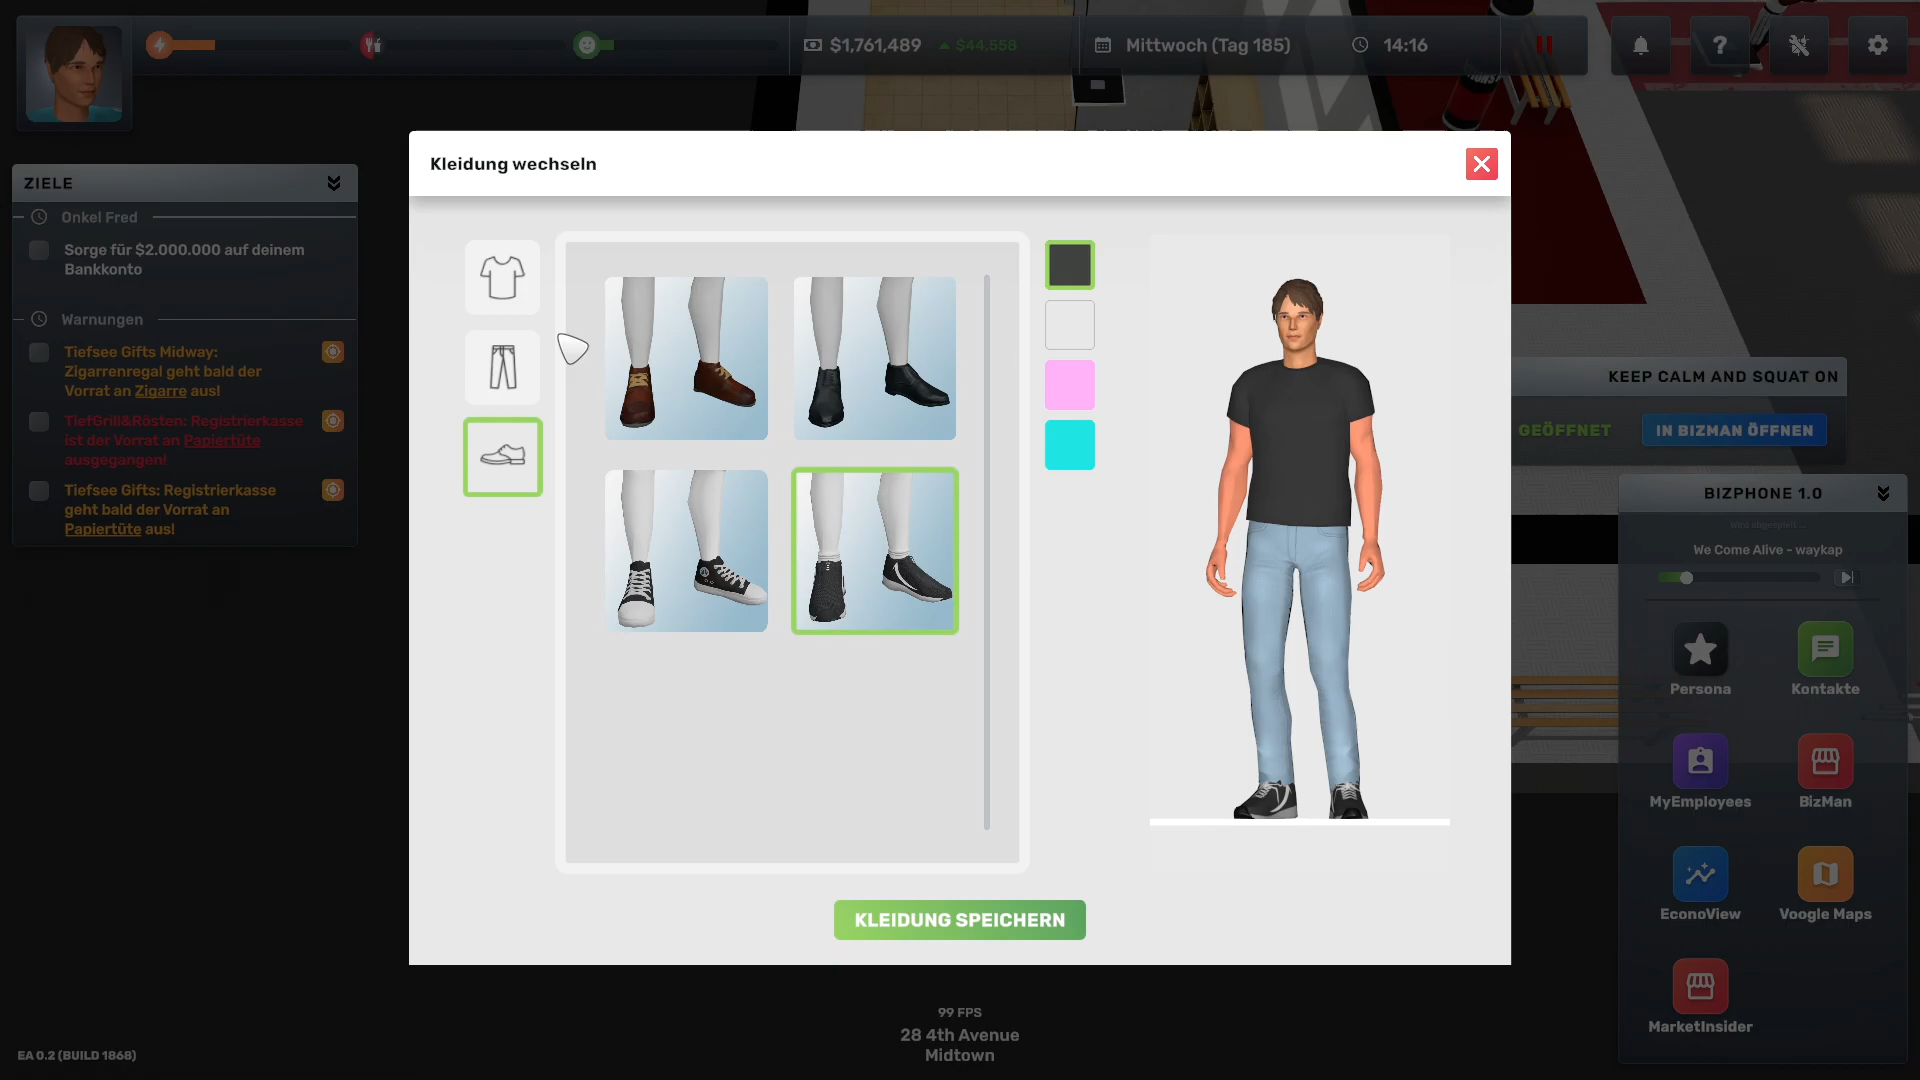 $1,761,489
$44,558
Mittwoch (Tag 185)
14:16
Kleidung wechseln
ZIELE
Onkel Fred
Sorge für $2.000.000 auf deinem
Bankkonto
Warnungen
Tiefsee Gifts Midway:
Zigarrenregal geht bald der
Vorrat an Zigarre aus!
TiefGrill&Rösten: Registrierkasse
ist der Vorrat an Papiertüte
ausgegangen!
Tiefsee Gifts: Registrierkasse
geht bald der Vorrat an
Papiertüte aus!
KEEP CALM AND SQUAT ON
GEÖFFNET
IN BIZMAN ÖFFNEN
BIZPHONE 1.0
Wird abgespielt ...
We Come Alive - waykap
Persona
Kontakte
MyEmployees
BizMan
EconoView
Voogle Maps
MarketInsider
KLEIDUNG SPEICHERN
99 FPS
28 4th Avenue
Midtown
EA 0.2 (BUILD 1868)